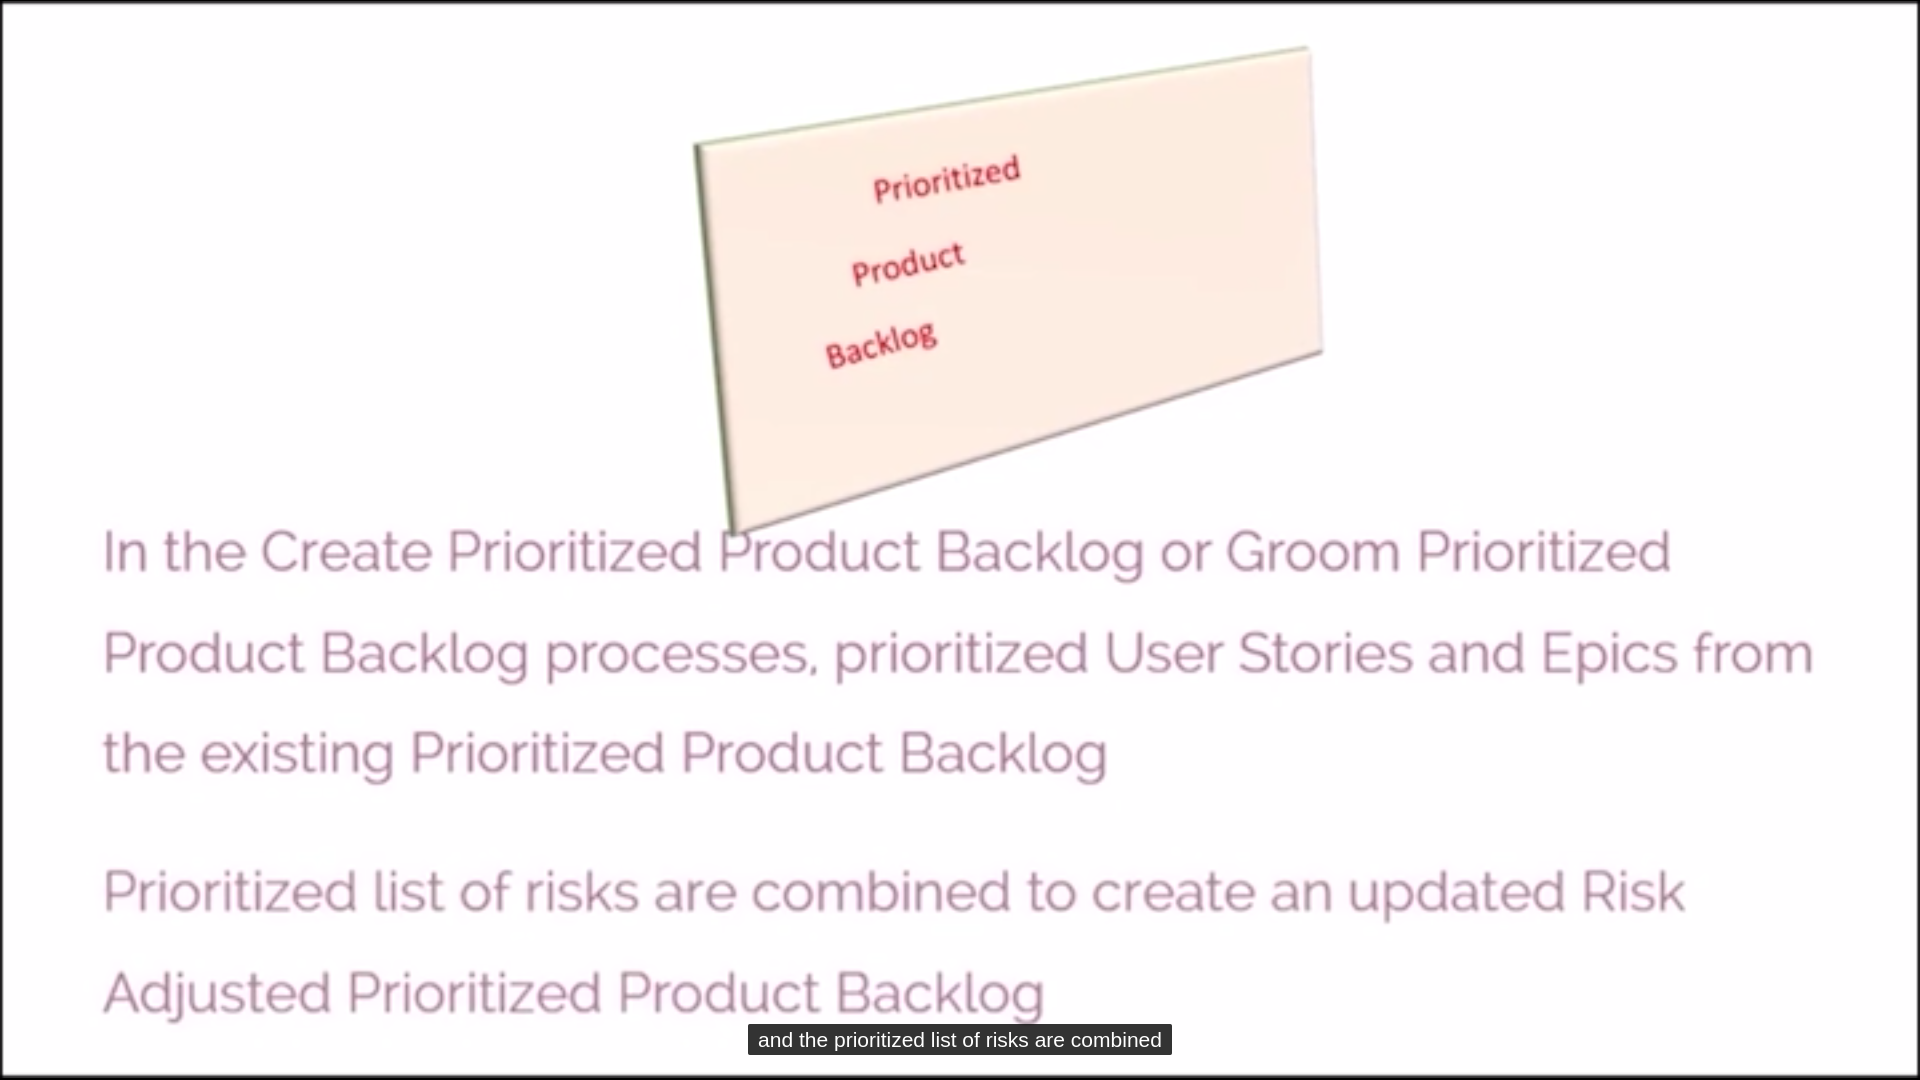 Prioritized
Product
Backlog
In the Create Prioritized Product Backlog or Groom Prioritized
Product Backlog processes, prioritized User Stories and Epics from
the existing Prioritized Product Backlog
Prioritized list of risks are combined to create an updated Risk
Adjusted Prioritized Product Backlog
and the prioritized list of risks are combined